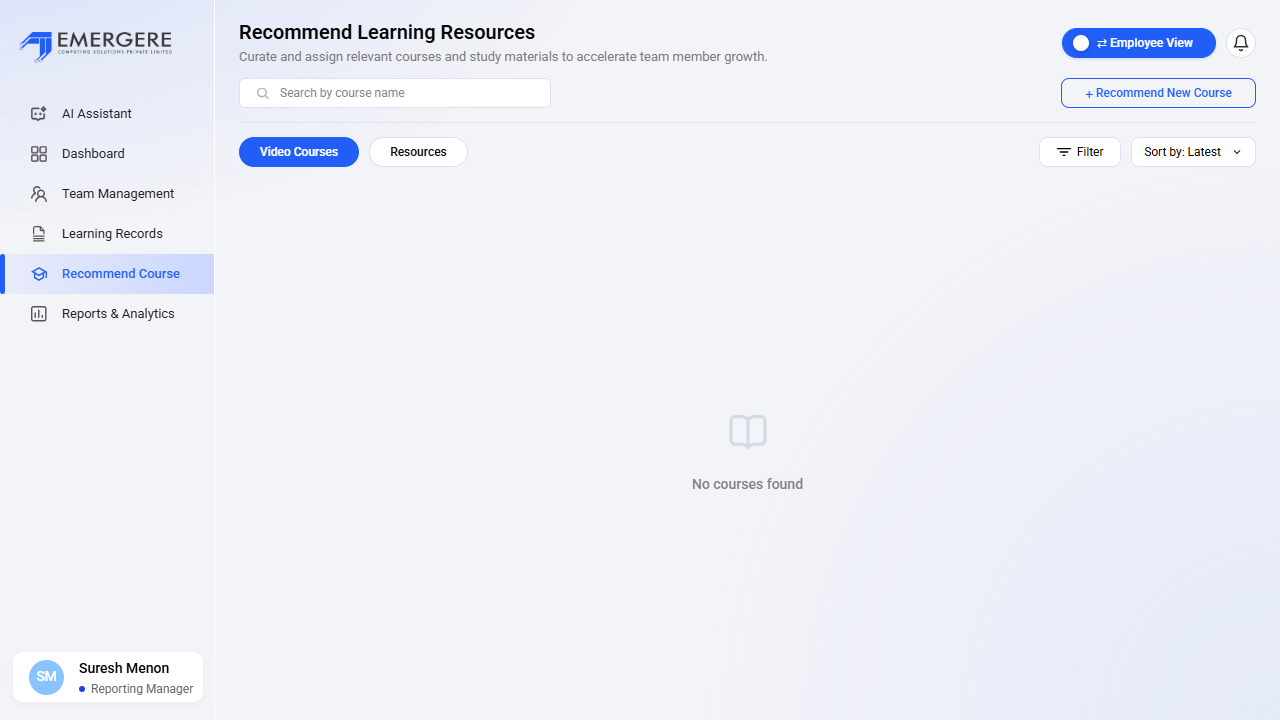 EMERGERE
COMPUTING SOLUTIONS PRIVATE LIMITED
AI Assistant
Dashboard
Team Management
Learning Records
Recommend Course
Reports & Analytics
SM
Suresh Menon
Reporting Manager
Recommend Learning Resources
Curate and assign relevant courses and study materials to accelerate team member growth.
⇄ Employee View
Search by course name
+ Recommend New Course
Video Courses
Resources
Filter
Sort by: Latest
No courses found